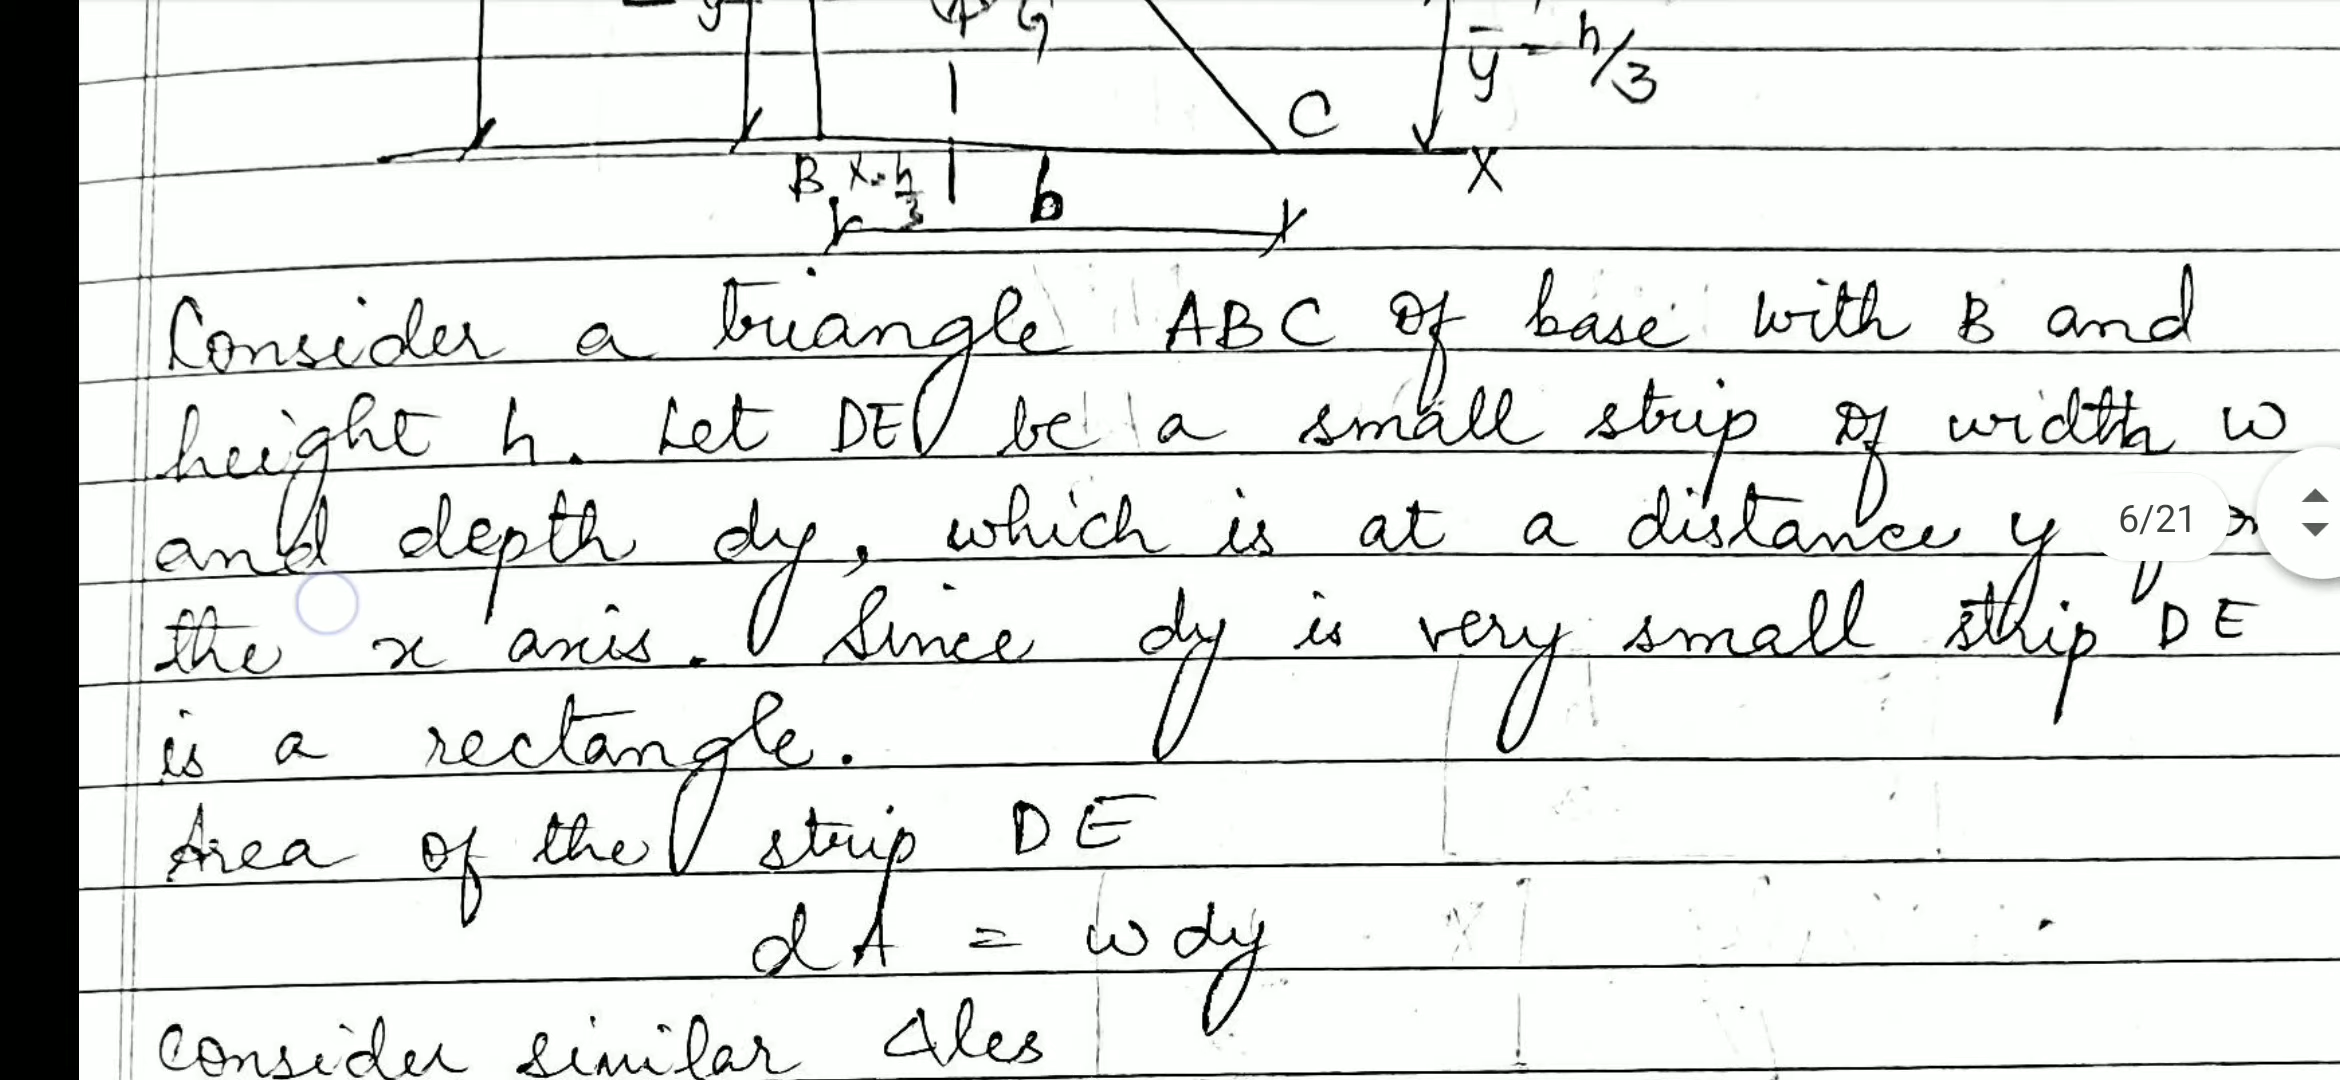 G
ȳ = h/3
C
B x = h/3 b X
Consider a triangle ABC of base with B and
height h. Let DE be a small strip of width w
and depth dy, which is at a distance y
6/21
the x axis. Since dy is very small strip DE
is a rectangle.
Area of the strip DE
dA = w dy
consider similar Δles